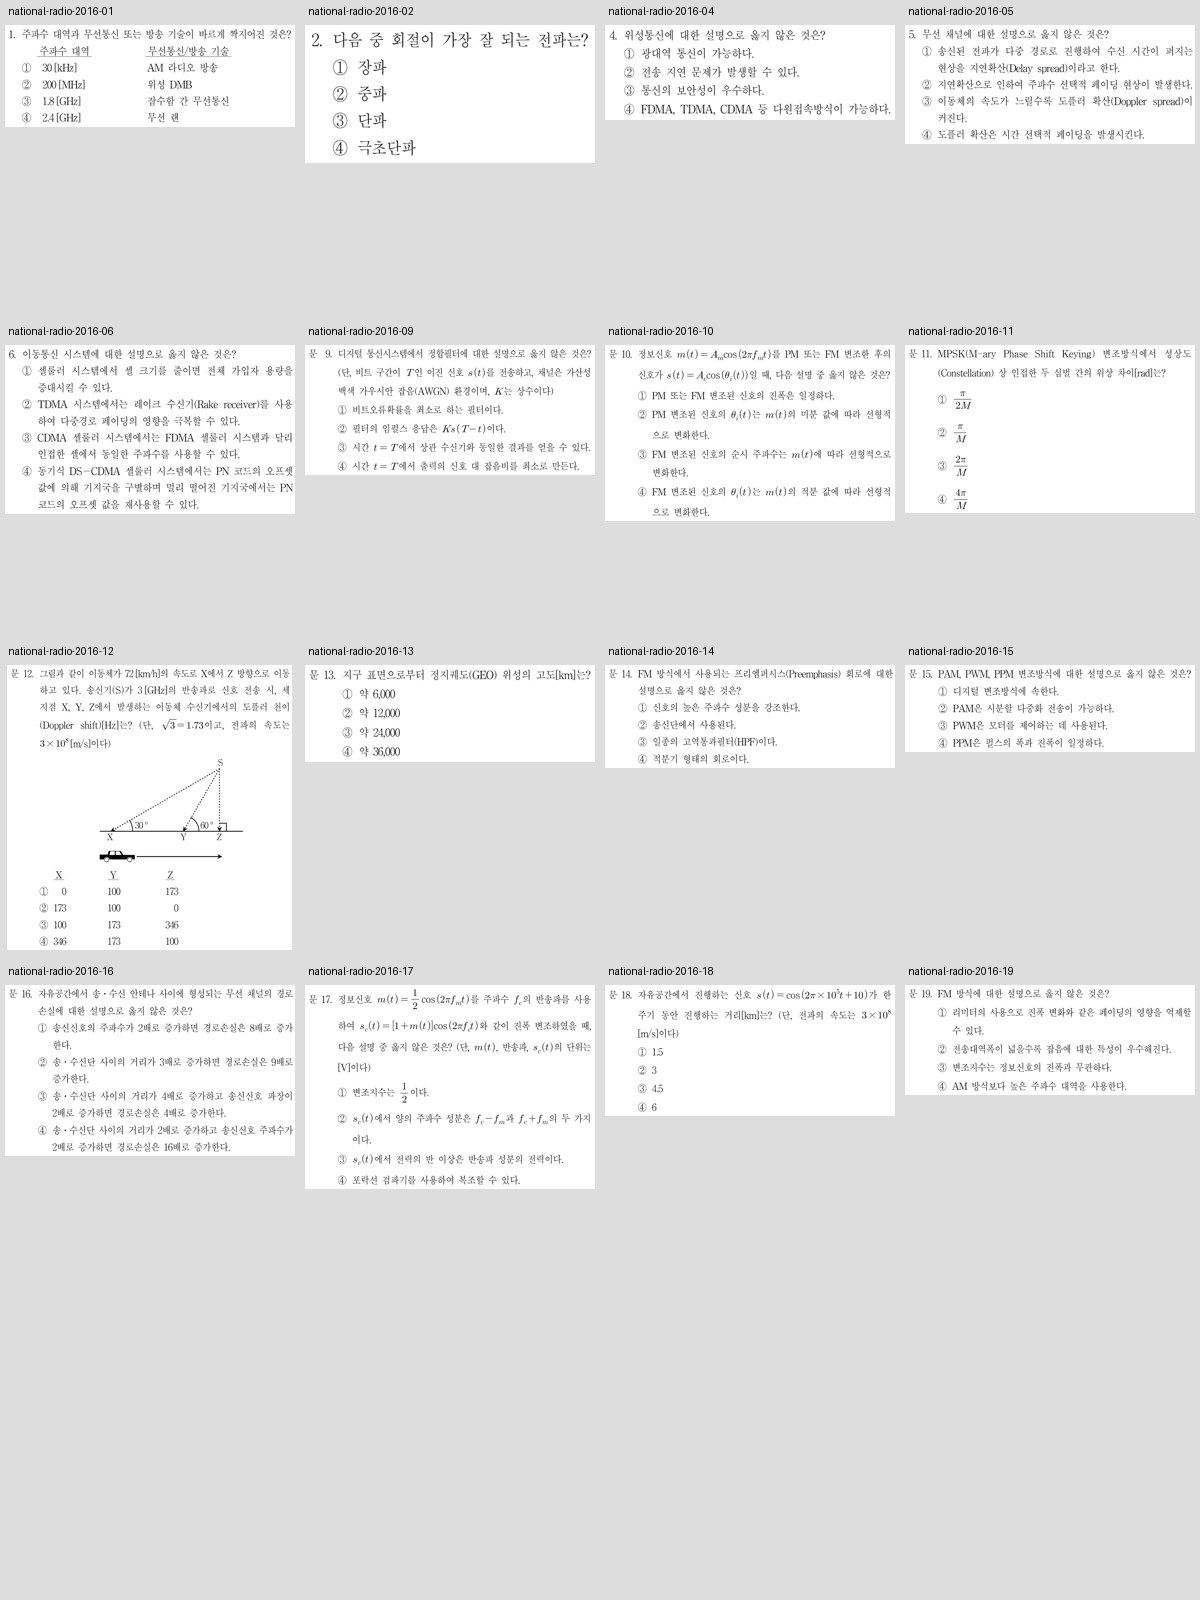 national-radio-2016-01
1. 주파수 대역과 무선통신 또는 방송 기술이 바르게 짝지어진 것은?
주파수 대역 무선통신/방송 기술
① 30[kHz] AM 라디오 방송
② 200[MHz] 위성 DMB
③ 1.8[GHz] 잠수함 간 무선통신
④ 2.4[GHz] 무선 랜
national-radio-2016-02
2. 다음 중 회절이 가장 잘 되는 전파는?
① 장파
② 중파
③ 단파
④ 극초단파
national-radio-2016-04
4. 위성통신에 대한 설명으로 옳지 않은 것은?
① 광대역 통신이 가능하다.
② 전송 지연 문제가 발생할 수 있다.
③ 통신의 보안성이 우수하다.
④ FDMA, TDMA, CDMA 등 다원접속방식이 가능하다.
national-radio-2016-05
5. 무선 채널에 대한 설명으로 옳지 않은 것은?
① 송신된 전파가 다중 경로로 진행하여 수신 시간이 퍼지는
현상을 지연확산(Delay spread)이라고 한다.
② 지연확산으로 인하여 주파수 선택적 페이딩 현상이 발생한다.
③ 이동체의 속도가 느릴수록 도플러 확산(Doppler spread)이
커진다.
④ 도플러 확산은 시간 선택적 페이딩을 발생시킨다.
national-radio-2016-06
6. 이동통신 시스템에 대한 설명으로 옳지 않은 것은?
① 셀룰러 시스템에서 셀 크기를 줄이면 전체 가입자 용량을
증대시킬 수 있다.
② TDMA 시스템에서는 레이크 수신기(Rake receiver)를 사용
하여 다중경로 페이딩의 영향을 극복할 수 있다.
③ CDMA 셀룰러 시스템에서는 FDMA 셀룰러 시스템과 달리
인접한 셀에서 동일한 주파수를 사용할 수 있다.
④ 동기식 DS-CDMA 셀룰러 시스템에서는 PN 코드의 오프셋
값에 의해 기지국을 구별하며 멀리 떨어진 기지국에서는 PN
코드의 오프셋 값을 재사용할 수 있다.
national-radio-2016-09
문 9. 디지털 통신시스템에서 정합필터에 대한 설명으로 옳지 않은 것은?
(단, 비트 구간이 T인 이진 신호 s(t)를 전송하고, 채널은 가산성
백색 가우시안 잡음(AWGN) 환경이며, K는 상수이다)
① 비트오류확률을 최소로 하는 필터이다.
② 필터의 임펄스 응답은 Ks(T-t)이다.
③ 시간 t=T에서 상관 수신기와 동일한 결과를 얻을 수 있다.
④ 시간 t=T에서 출력의 신호 대 잡음비를 최소로 만든다.
national-radio-2016-10
문 10. 정보신호 m(t)=A_m cos(2πf_m t)를 PM 또는 FM 변조한 후의
신호가 s(t)=A_c cos(θ_i(t))일 때, 다음 설명 중 옳지 않은 것은?
① PM 또는 FM 변조된 신호의 진폭은 일정하다.
② PM 변조된 신호의 θ_i(t)는 m(t)의 미분 값에 따라 선형적
으로 변화한다.
③ FM 변조된 신호의 순시 주파수는 m(t)에 따라 선형적으로
변화한다.
④ FM 변조된 신호의 θ_i(t)는 m(t)의 적분 값에 따라 선형적
으로 변화한다.
national-radio-2016-11
문 11. MPSK(M-ary Phase Shift Keying) 변조방식에서 성상도
(Constellation) 상 인접한 두 심벌 간의 위상 차이[rad]는?
① π/2M
② π/M
③ 2π/M
④ 4π/M
national-radio-2016-12
문 12. 그림과 같이 이동체가 72[km/h]의 속도로 X에서 Z 방향으로 이동
하고 있다. 송신기(S)가 3[GHz]의 반송파로 신호 전송 시, 세
지점 X, Y, Z에서 발생하는 이동체 수신기에서의 도플러 천이
(Doppler shift)[Hz]는? (단, √3=1.73이고, 전파의 속도는
3×10⁸[m/s]이다)
S
30° 60°
X Y Z
X Y Z
① 0 100 173
② 173 100 0
③ 100 173 346
④ 346 173 100
national-radio-2016-13
문 13. 지구 표면으로부터 정지궤도(GEO) 위성의 고도[km]는?
① 약 6,000
② 약 12,000
③ 약 24,000
④ 약 36,000
national-radio-2016-14
문 14. FM 방식에서 사용되는 프리엠퍼시스(Preemphasis) 회로에 대한
설명으로 옳지 않은 것은?
① 신호의 높은 주파수 성분을 강조한다.
② 송신단에서 사용된다.
③ 일종의 고역통과필터(HPF)이다.
④ 적분기 형태의 회로이다.
national-radio-2016-15
문 15. PAM, PWM, PPM 변조방식에 대한 설명으로 옳지 않은 것은?
① 디지털 변조방식에 속한다.
② PAM은 시분할 다중화 전송이 가능하다.
③ PWM은 모터를 제어하는 데 사용된다.
④ PPM은 펄스의 폭과 진폭이 일정하다.
national-radio-2016-16
문 16. 자유공간에서 송·수신 안테나 사이에 형성되는 무선 채널의 경로
손실에 대한 설명으로 옳지 않은 것은?
① 송신신호의 주파수가 2배로 증가하면 경로손실은 8배로 증가
한다.
② 송·수신단 사이의 거리가 3배로 증가하면 경로손실은 9배로
증가한다.
③ 송·수신단 사이의 거리가 4배로 증가하고 송신신호 파장이
2배로 증가하면 경로손실은 4배로 증가한다.
④ 송·수신단 사이의 거리가 2배로 증가하고 송신신호 주파수가
2배로 증가하면 경로손실은 16배로 증가한다.
national-radio-2016-17
문 17. 정보신호 m(t)=1/2 cos(2πf_m t)를 주파수 f_c의 반송파를 사용
하여 s_c(t)=[1+m(t)]cos(2πf_c t)와 같이 진폭 변조하였을 때,
다음 설명 중 옳지 않은 것은? (단, m(t), 반송파, s_c(t)의 단위는
[V]이다)
① 변조지수는 1/2이다.
② s_c(t)에서 양의 주파수 성분은 f_c-f_m과 f_c+f_m의 두 가지
이다.
③ s_c(t)에서 전력의 반 이상은 반송파 성분의 전력이다.
④ 포락선 검파기를 사용하여 복조할 수 있다.
national-radio-2016-18
문 18. 자유공간에서 진행하는 신호 s(t)=cos(2π×10⁵t+10)가 한
주기 동안 진행하는 거리[km]는? (단, 전파의 속도는 3×10⁸
[m/s]이다)
① 1.5
② 3
③ 4.5
④ 6
national-radio-2016-19
문 19. FM 방식에 대한 설명으로 옳지 않은 것은?
① 리미터의 사용으로 진폭 변화와 같은 페이딩의 영향을 억제할
수 있다.
② 전송대역폭이 넓을수록 잡음에 대한 특성이 우수해진다.
③ 변조지수는 정보신호의 진폭과 무관하다.
④ AM 방식보다 높은 주파수 대역을 사용한다.